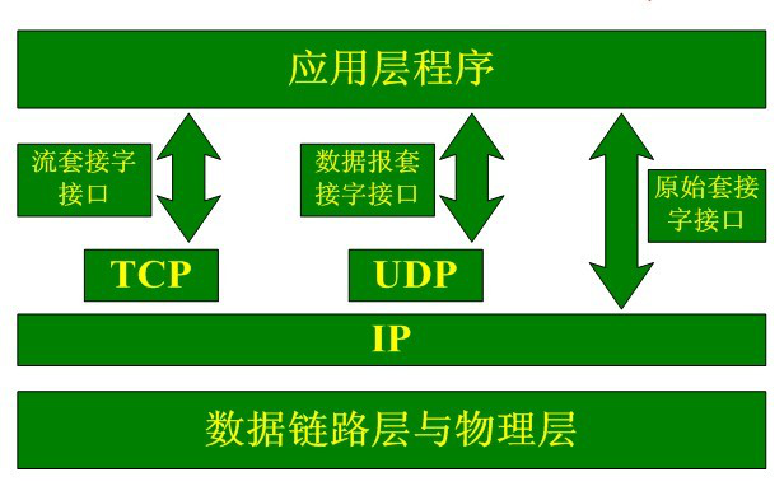 应用层程序
流套接字
接口
数据报套
接字接口
原始套接
字接口
TCP
UDP
IP
数据链路层与物理层